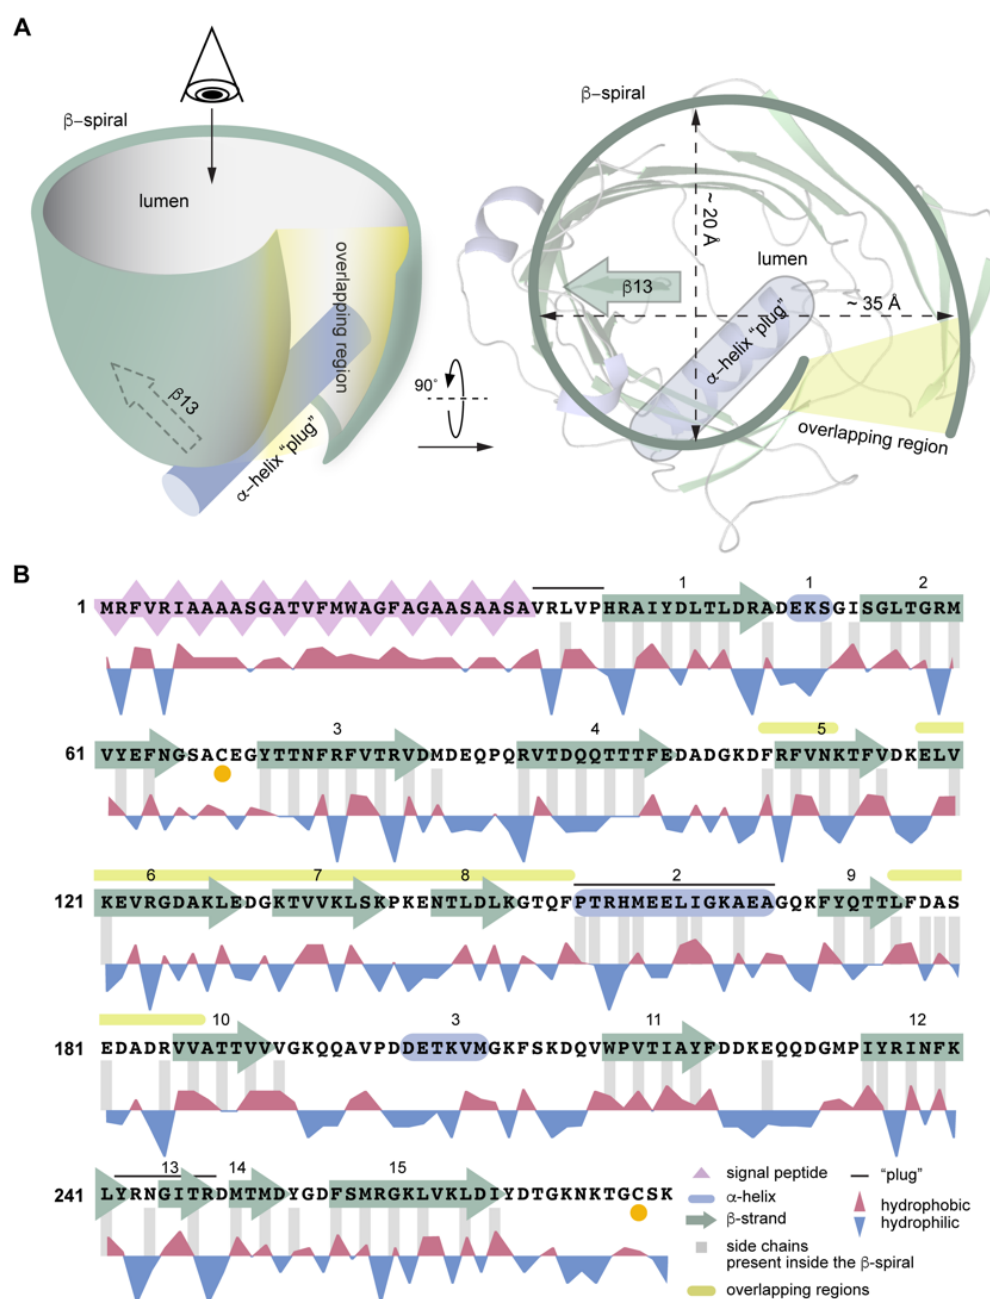 A
β–spiral
lumen
overlapping region
β13
α–helix "plug"
90°
β–spiral
~ 20 Å
lumen
β13
~ 35 Å
α–helix "plug"
overlapping region
B
1 1 2
1 MRFVRIAAAASGATVFMWAGFAGAASAASAVRLVPHRAIYDLTLDRADEKSGISGLTGRM
3 4 5
61 VYEFNGSACEGYTTNFRFVTRVDMDEQPQRVTDQQTTTFEDADGKDFRFVNKTFVDKELV
6 7 8 2 9
121 KEVRGDAKLEDGKTVVKLSKPKENTLDLKGTQFPTRHMEELIGKAEAGQKFYQTTLFDAS
10 3 11 12
181 EDADRVVATTVVVGKQQAVPDDETKVMGKFSKDQVWPVTIAYFDDKEQQDGMPIYRINFK
13 14 15
241 LYRNGITRDMTMDYGDFSMRGKLVKLDIYDTGKNKTGCSK
signal peptide
α–helix
β–strand
side chains
present inside the β-spiral
overlapping regions
"plug"
hydrophobic
hydrophilic